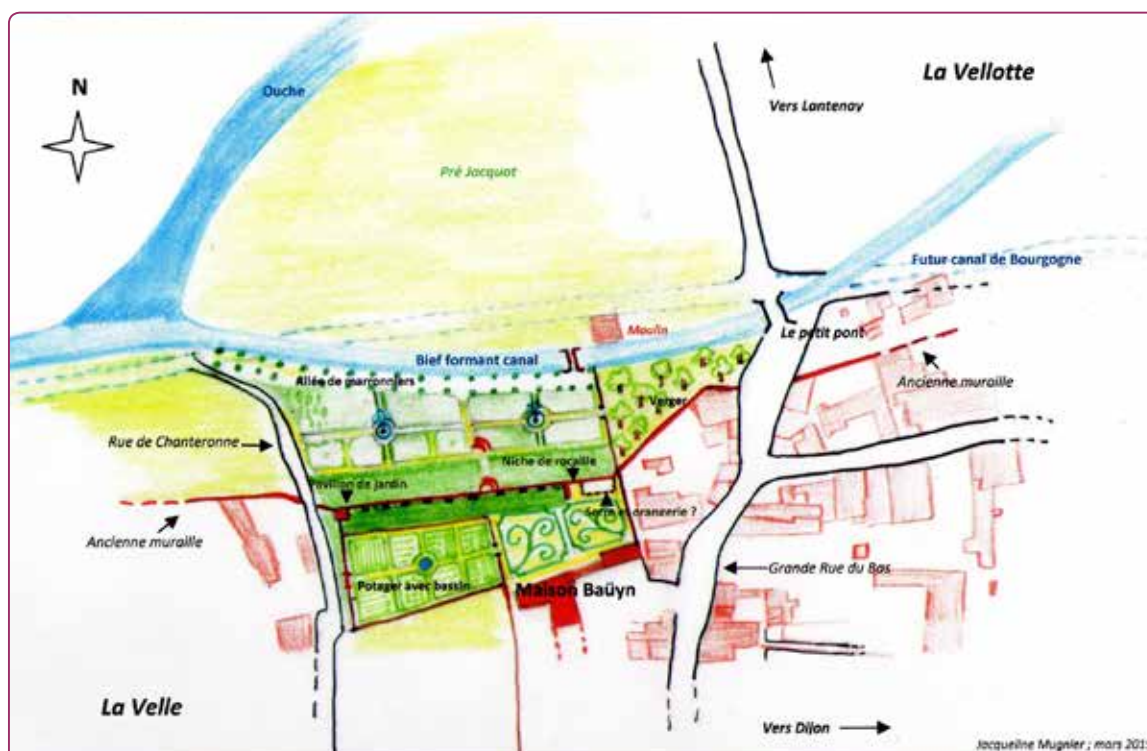 La Vellotte
N
Ouche
Vers Lantenay
Pré Jacquot
Futur canal de Bourgogne
Moulin
Le petit pont
Bief formant canal
Ancienne muraille
Allée de marronniers
Verger
Rue de Chanteronne
Niche de rocaille
Pavillon de jardin
Serre et orangerie ?
Ancienne muraille
Grande Rue du Bas
Potager avec bassin
Maison Baüyn
La Velle
Vers Dijon
Jacqueline Mugnier ; mars 201